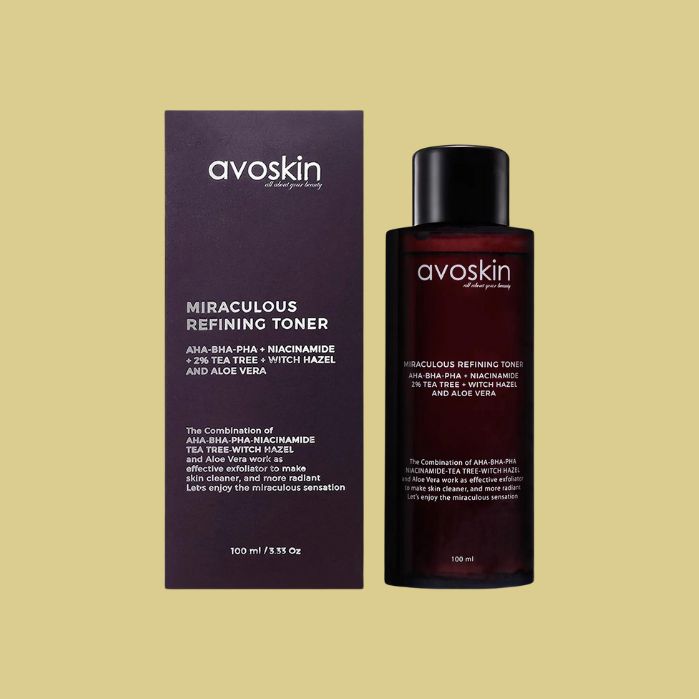 avoskin
all about your beauty
MIRACULOUS
REFINING TONER
AHA-BHA-PHA + NIACINAMIDE
+ 2% TEA TREE + WITCH HAZEL
AND ALOE VERA
The Combination of
AHA-BHA-PHA-NIACINAMIDE
TEA TREE-WITCH HAZEL
and Aloe Vera work as
effective exfoliator to make
skin cleaner, and more radiant
Let's enjoy the miraculous sensation
100 ml / 3.33 Oz
avoskin
all about your beauty
MIRACULOUS REFINING TONER
AHA-BHA-PHA + NIACINAMIDE
2% TEA TREE + WITCH HAZEL
AND ALOE VERA
The Combination of AHA-BHA-PHA
NIACINAMIDE-TEA TREE-WITCH HAZEL
and Aloe Vera work as effective exfoliator
to make skin cleaner, and more radiant
Let's enjoy the miraculous sensation
100 ml